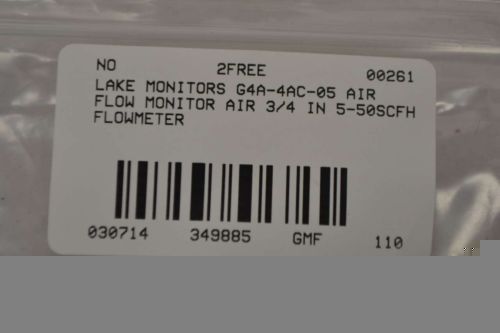 NO 2FREE 00261
LAKE MONITORS G4A-4AC-05 AIR
FLOW MONITOR AIR 3/4 IN 5-50SCFH
FLOWMETER
030714 349885 GMF 110